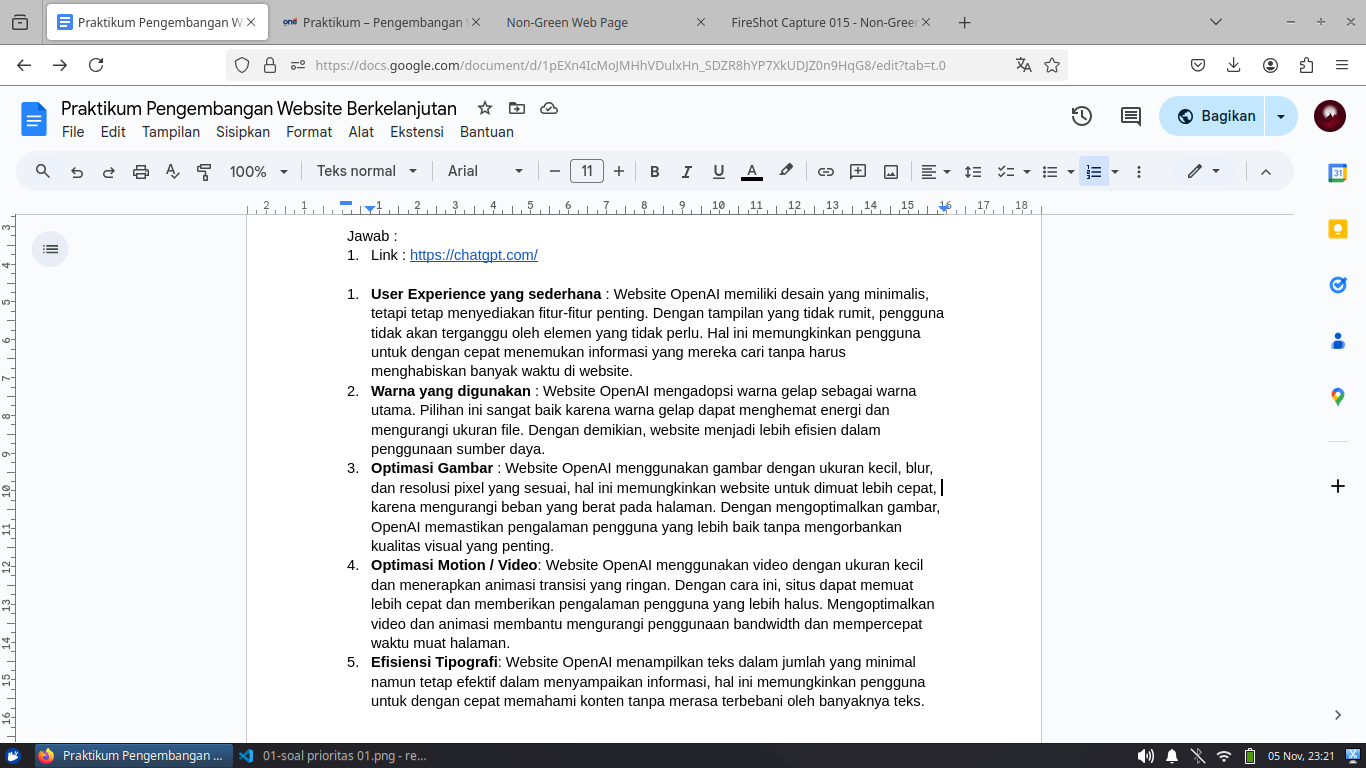 Praktikum Pengembangan W
Praktikum – Pengembangan
Non-Green Web Page
FireShot Capture 015 - Non-Green
https://docs.google.com/document/d/1pEXn4IcMoJMHhVDulxHn_SDZR8hYP7XkUDJZ0n9HqG8/edit?tab=t.0
Praktikum Pengembangan Website Berkelanjutan
File Edit Tampilan Sisipkan Format Alat Ekstensi Bantuan
Bagikan
100% Teks normal Arial 11 B I U A
2 1 1 2 3 4 5 6 7 8 9 10 11 12 13 14 15 16 17 18
3 4 5 6 7 8 9 10 11 12 13 14 15 16
31
Jawab :
1. Link : https://chatgpt.com/
1. User Experience yang sederhana : Website OpenAI memiliki desain yang minimalis,
tetapi tetap menyediakan fitur-fitur penting. Dengan tampilan yang tidak rumit, pengguna
tidak akan terganggu oleh elemen yang tidak perlu. Hal ini memungkinkan pengguna
untuk dengan cepat menemukan informasi yang mereka cari tanpa harus
menghabiskan banyak waktu di website.
2. Warna yang digunakan : Website OpenAI mengadopsi warna gelap sebagai warna
utama. Pilihan ini sangat baik karena warna gelap dapat menghemat energi dan
mengurangi ukuran file. Dengan demikian, website menjadi lebih efisien dalam
penggunaan sumber daya.
3. Optimasi Gambar : Website OpenAI menggunakan gambar dengan ukuran kecil, blur,
dan resolusi pixel yang sesuai, hal ini memungkinkan website untuk dimuat lebih cepat,
karena mengurangi beban yang berat pada halaman. Dengan mengoptimalkan gambar,
OpenAI memastikan pengalaman pengguna yang lebih baik tanpa mengorbankan
kualitas visual yang penting.
4. Optimasi Motion / Video: Website OpenAI menggunakan video dengan ukuran kecil
dan menerapkan animasi transisi yang ringan. Dengan cara ini, situs dapat memuat
lebih cepat dan memberikan pengalaman pengguna yang lebih halus. Mengoptimalkan
video dan animasi membantu mengurangi penggunaan bandwidth dan mempercepat
waktu muat halaman.
5. Efisiensi Tipografi: Website OpenAI menampilkan teks dalam jumlah yang minimal
namun tetap efektif dalam menyampaikan informasi, hal ini memungkinkan pengguna
untuk dengan cepat memahami konten tanpa merasa terbebani oleh banyaknya teks.
Praktikum Pengembangan ...
01-soal prioritas 01.png - re...
05 Nov, 23:21